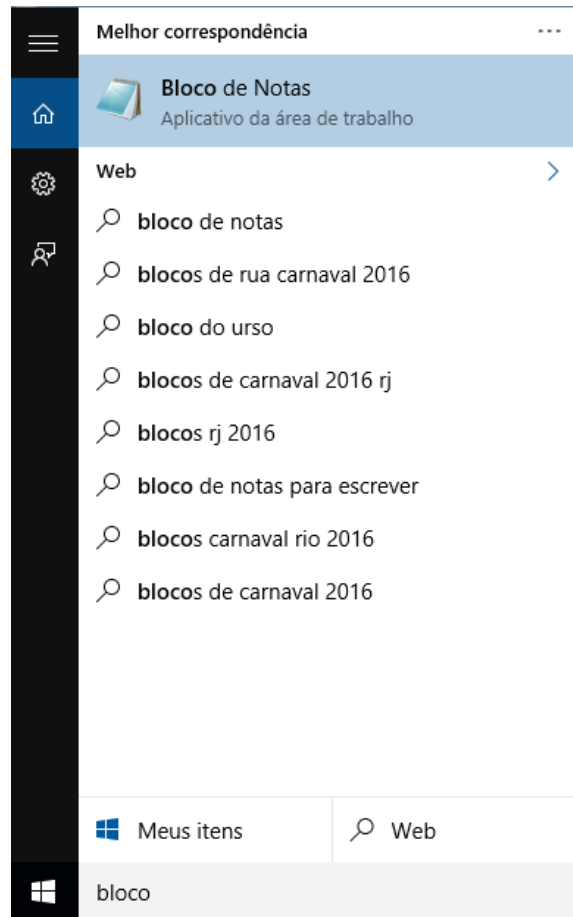 Melhor correspondência
Bloco de Notas
Aplicativo da área de trabalho
Web
bloco de notas
blocos de rua carnaval 2016
bloco do urso
blocos de carnaval 2016 rj
blocos rj 2016
bloco de notas para escrever
blocos carnaval rio 2016
blocos de carnaval 2016
Meus itens
Web
bloco